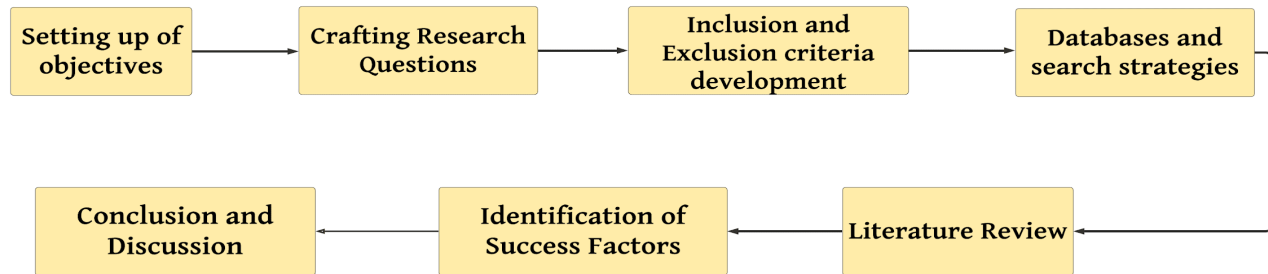 Setting up of
objectives
Crafting Research
Questions
Inclusion and
Exclusion criteria
development
Databases and
search strategies
Literature Review
Identification of
Success Factors
Conclusion and
Discussion